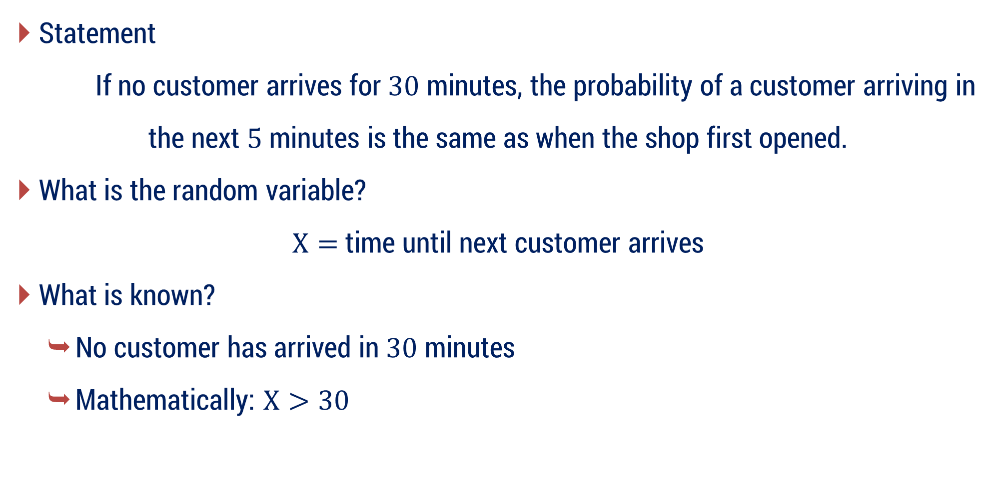 Statement
If no customer arrives for 30 minutes, the probability of a customer arriving in
the next 5 minutes is the same as when the shop first opened.
What is the random variable?
X = time until next customer arrives
What is known?
No customer has arrived in 30 minutes
Mathematically: X > 30